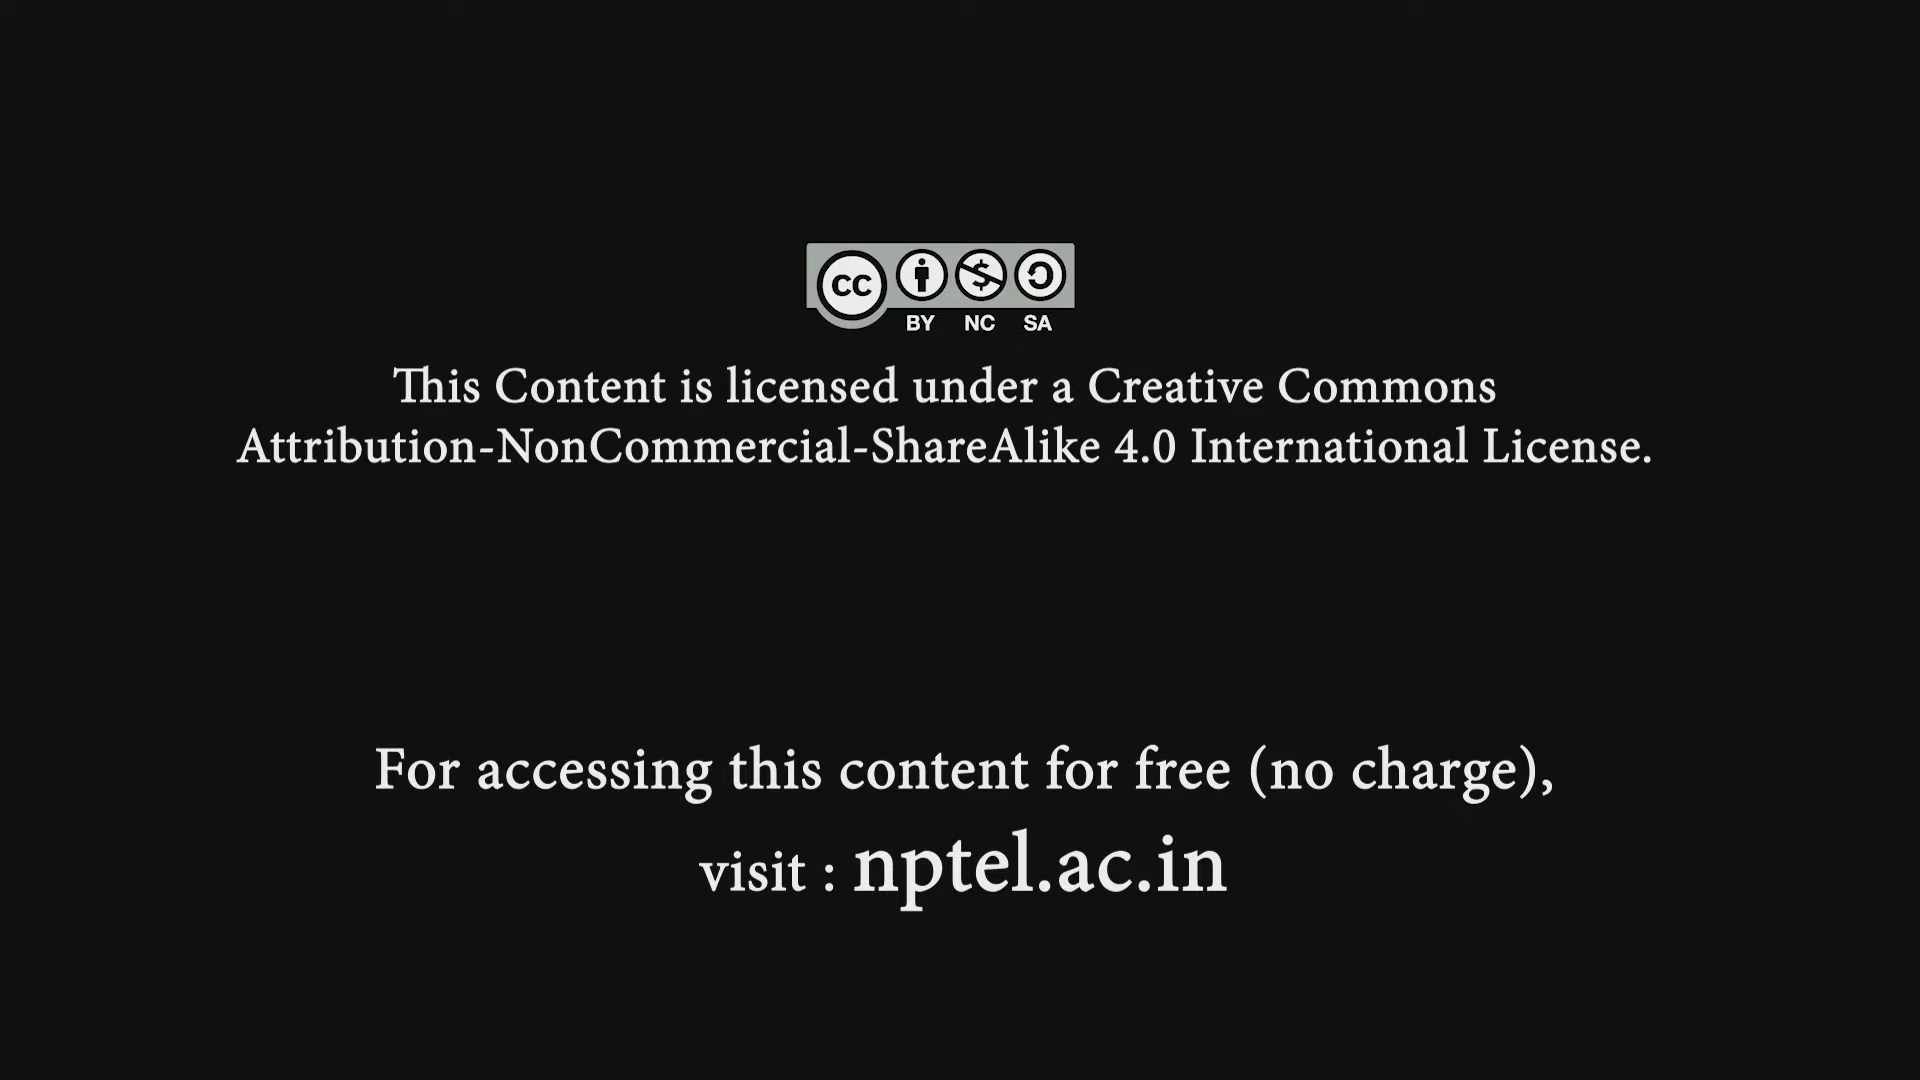 cc
BY NC SA
This Content is licensed under a Creative Commons
Attribution-NonCommercial-ShareAlike 4.0 International License.
For accessing this content for free (no charge),
visit : nptel.ac.in